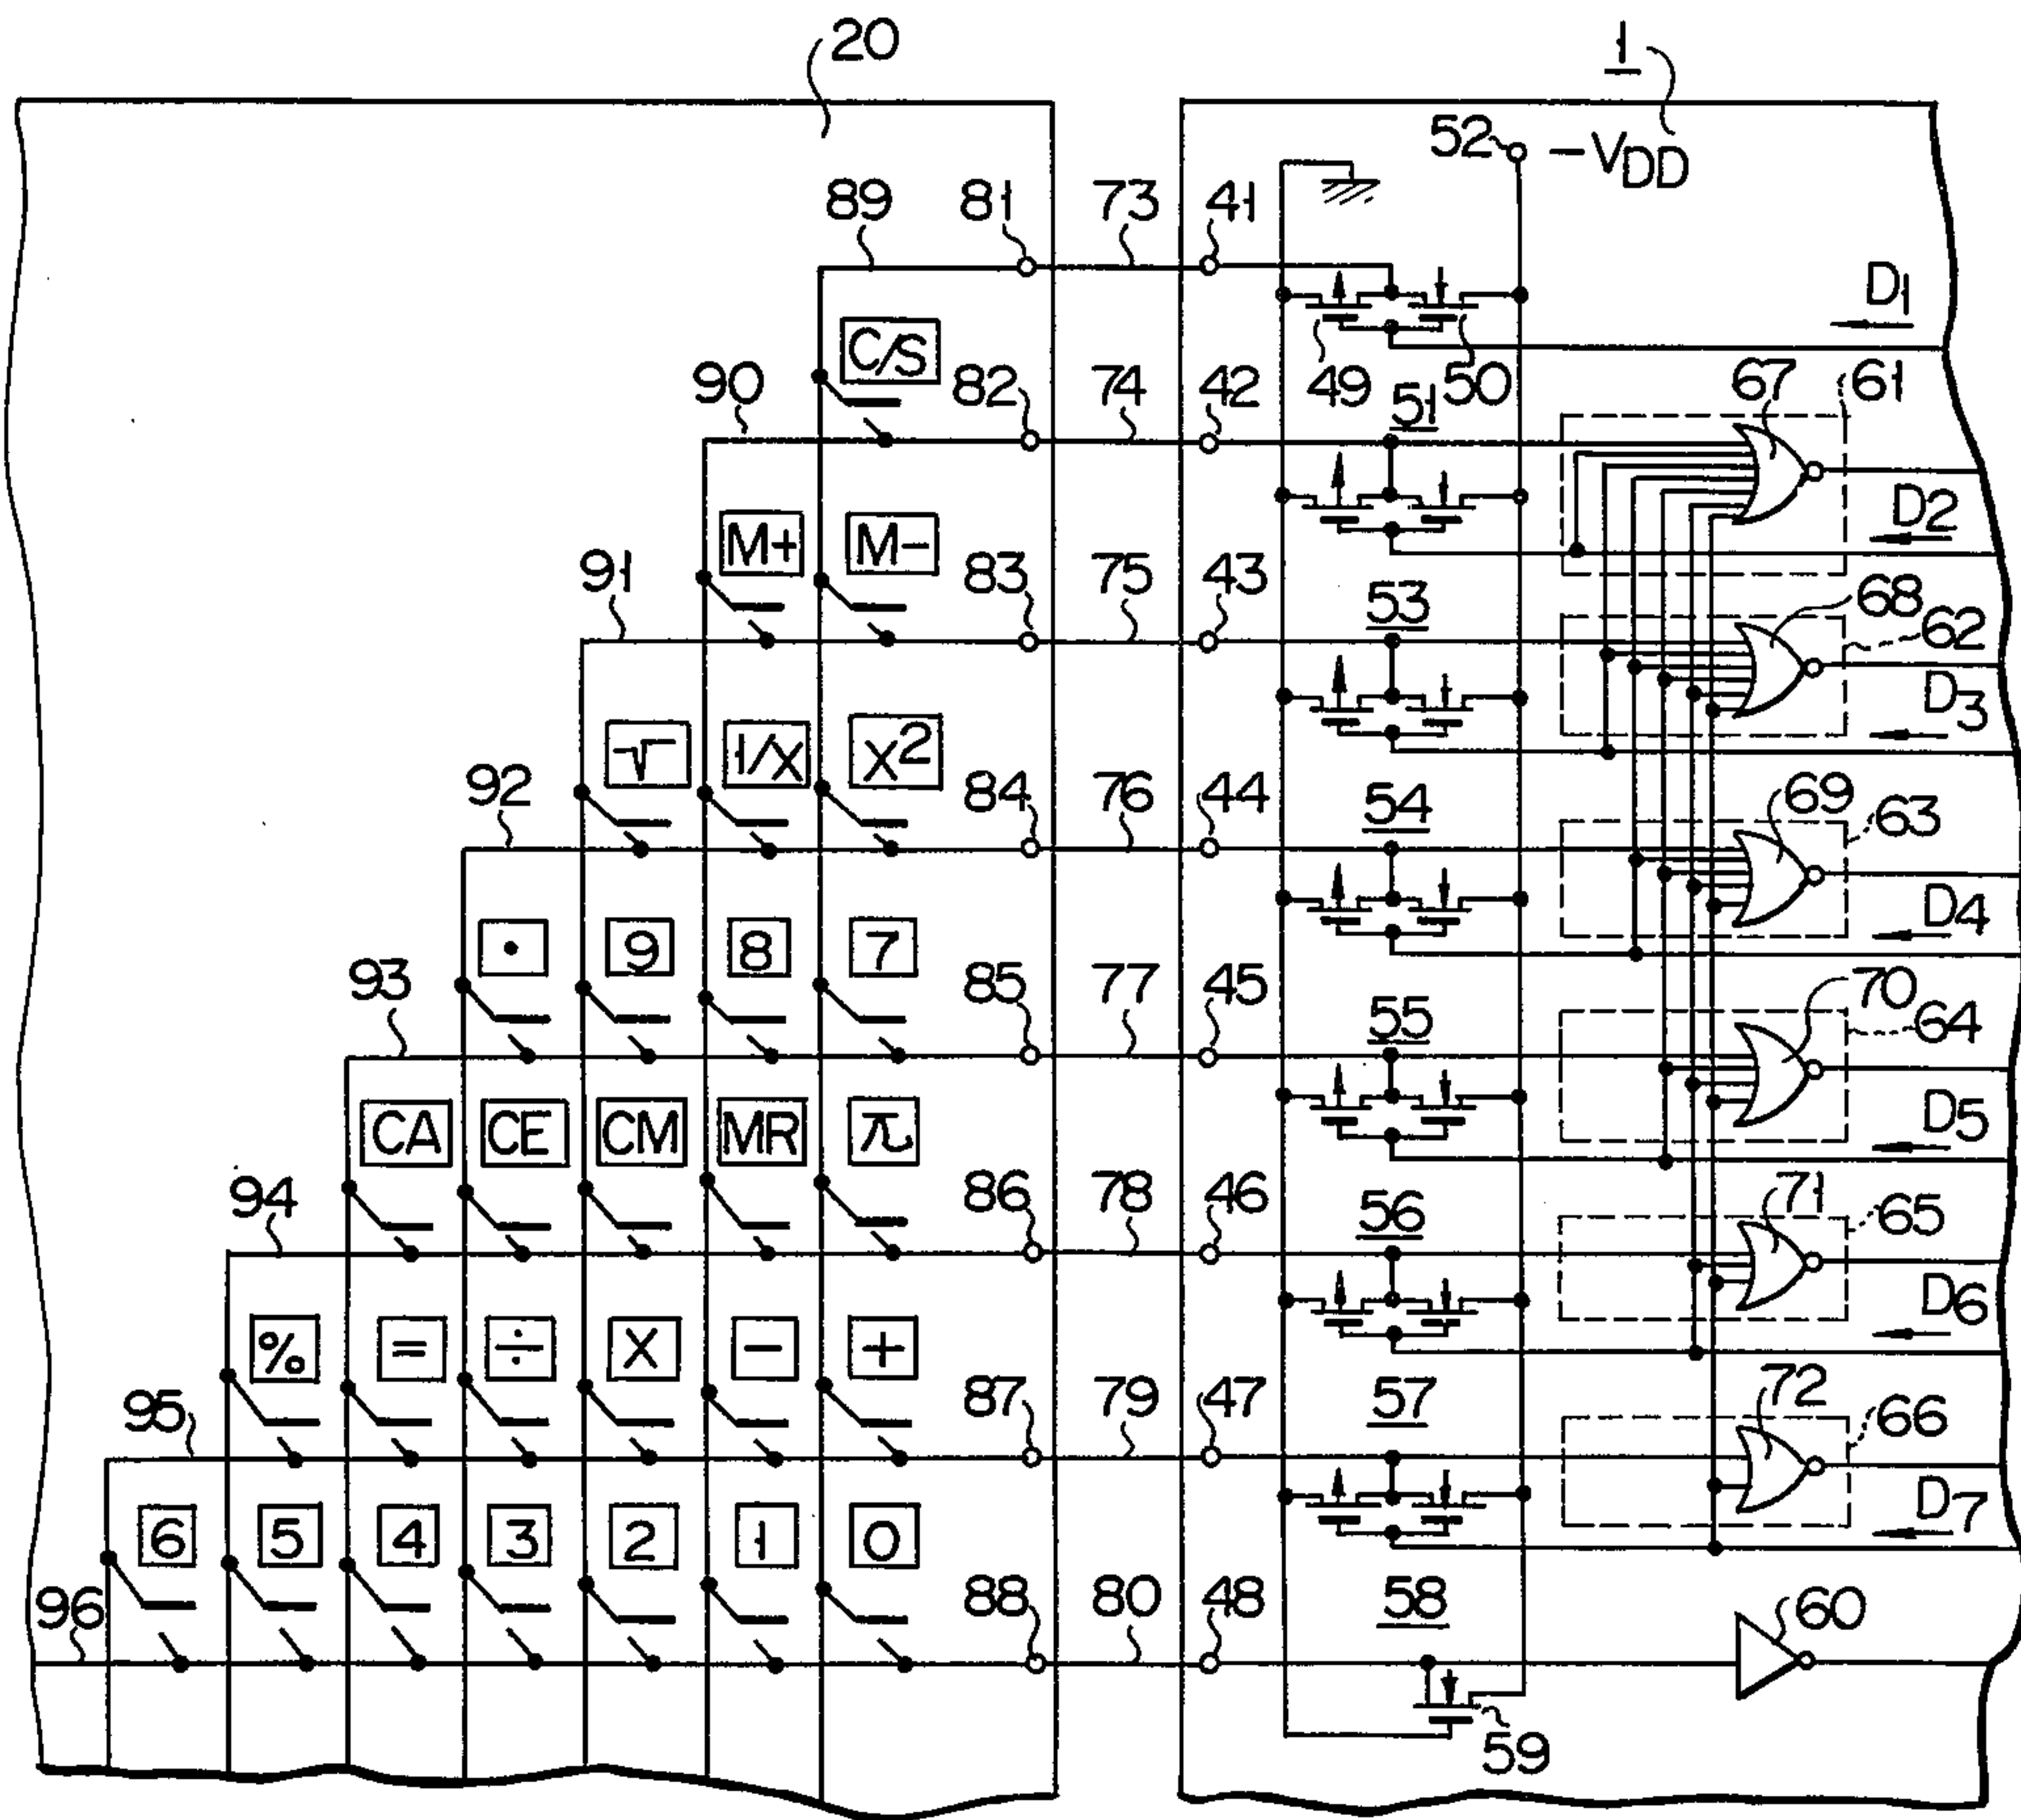 20 1
52 -VDD
89 81 73 41
D1
C/S
49 50
90 82 74 42 51 67 61
D2
M+ M-
91 83 75 43 53 68 62
D3
√ 1/X X2
92 84 76 44 54 69 63
D4
• 9 8 7
93 85 77 45 55 70 64
D5
CA CE CM MR π
94 86 78 46 56 71 65
D6
% = ÷ X - +
95 87 79 47 57 72 66
D7
6 5 4 3 2 1 0
96 88 80 48 58 60
59